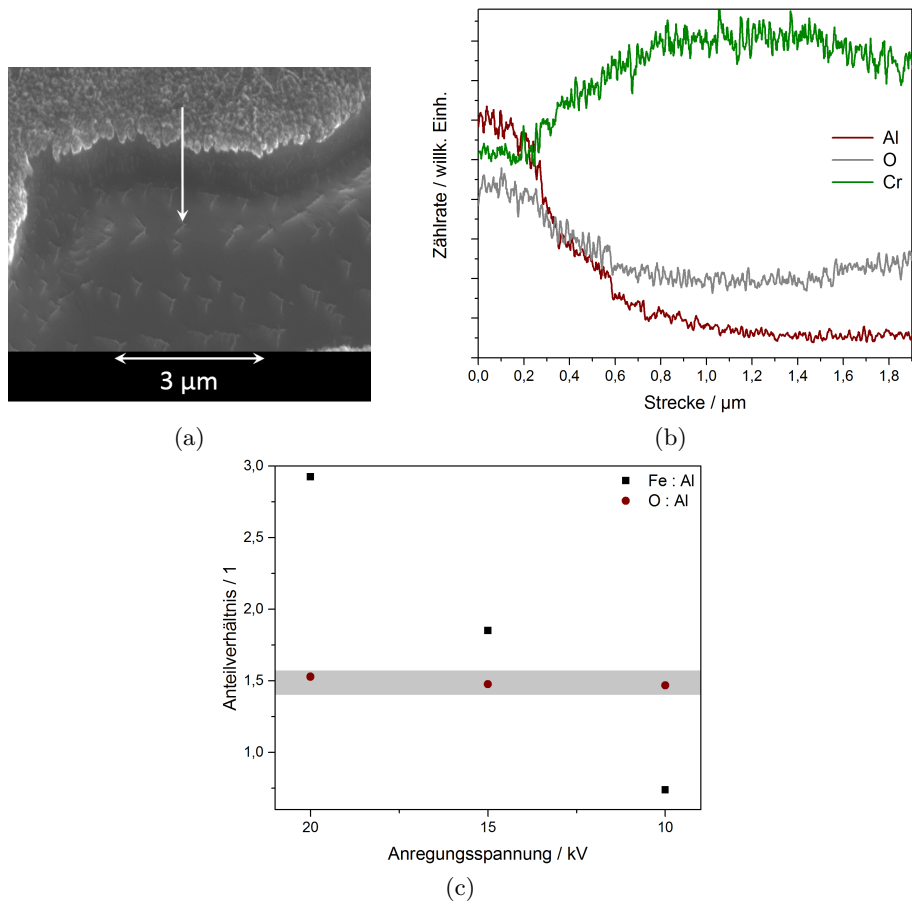 3 µm
(a)
Zählrate / willk. Einh.
Al
O
Cr
0,0 0,2 0,4 0,6 0,8 1,0 1,2 1,4 1,6 1,8
Strecke / µm
(b)
Anteilverhältnis / 1
3,0
2,5
2,0
1,5
1,0
Fe : Al
O : Al
20 15 10
Anregungsspannung / kV
(c)